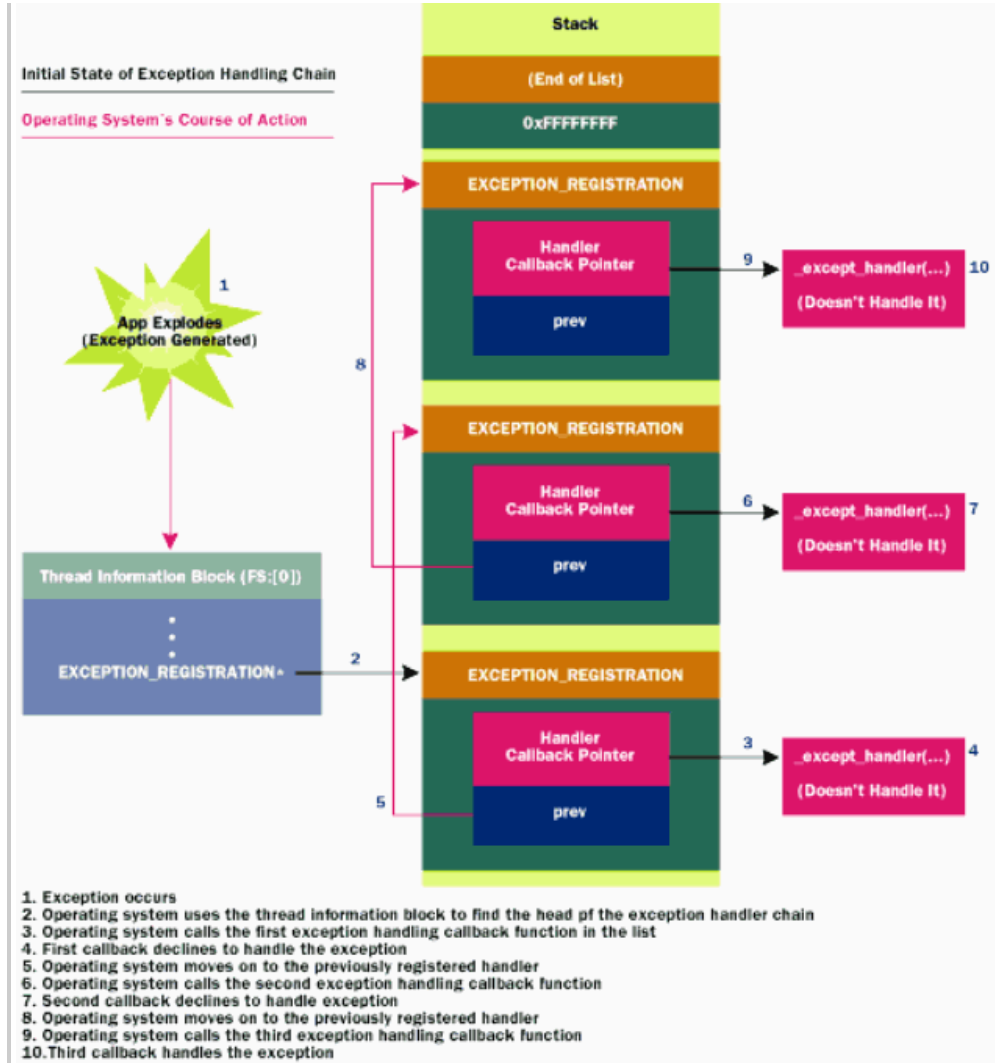 Stack
Initial State of Exception Handling Chain
(End of List)
Operating System's Course of Action
0xFFFFFFFF
EXCEPTION_REGISTRATION
Handler
Callback Pointer
9
_except_handler(...)
10
(Doesn't Handle It)
prev
1
App Explodes
(Exception Generated)
8
EXCEPTION_REGISTRATION
Handler
Callback Pointer
6
_except_handler(...)
7
(Doesn't Handle It)
prev
Thread Information Block (FS:[0])
EXCEPTION_REGISTRATION*
2
EXCEPTION_REGISTRATION
Handler
Callback Pointer
3
_except_handler(...)
4
(Doesn't Handle It)
5
prev
1. Exception occurs
2. Operating system uses the thread information block to find the head pf the exception handler chain
3. Operating system calls the first exception handling callback function in the list
4. First callback declines to handle the exception
5. Operating system moves on to the previously registered handler
6. Operating system calls the second exception handling callback function
7. Second callback declines to handle exception
8. Operating system moves on to the previously registered handler
9. Operating system calls the third exception handling callback function
10.Third callback handles the exception